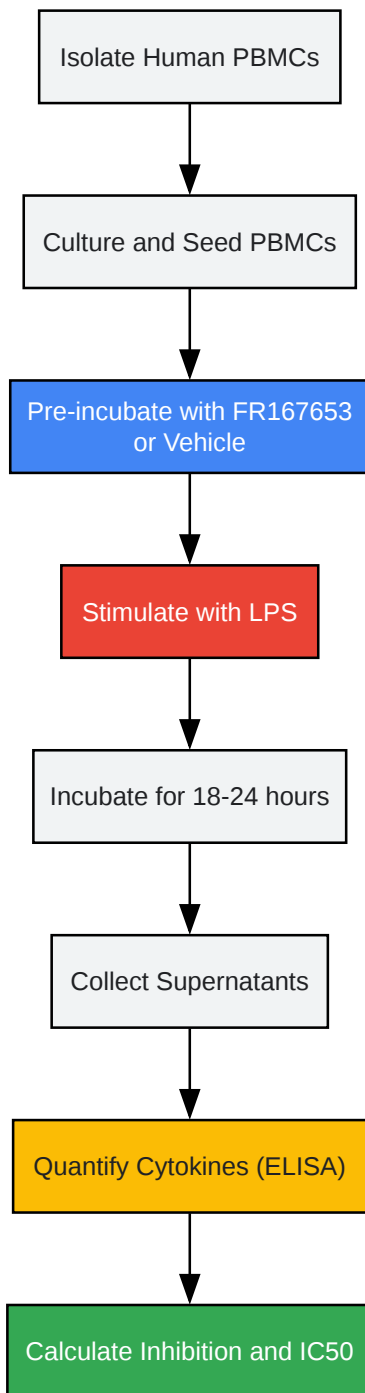 Isolate Human PBMCs
Culture and Seed PBMCs
Pre-incubate with FR167653
or Vehicle
Stimulate with LPS
Incubate for 18-24 hours
Collect Supernatants
Quantify Cytokines (ELISA)
Calculate Inhibition and IC50